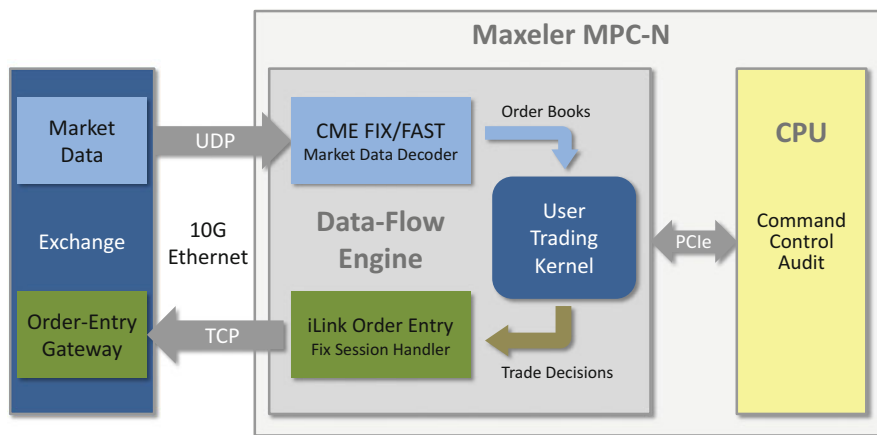 Maxeler MPC-N
Market
Data
Exchange
Order-Entry
Gateway
UDP
10G
Ethernet
TCP
CME FIX/FAST
Market Data Decoder
Order Books
Data-Flow
Engine
User
Trading
Kernel
iLink Order Entry
Fix Session Handler
Trade Decisions
PCIe
CPU
Command
Control
Audit